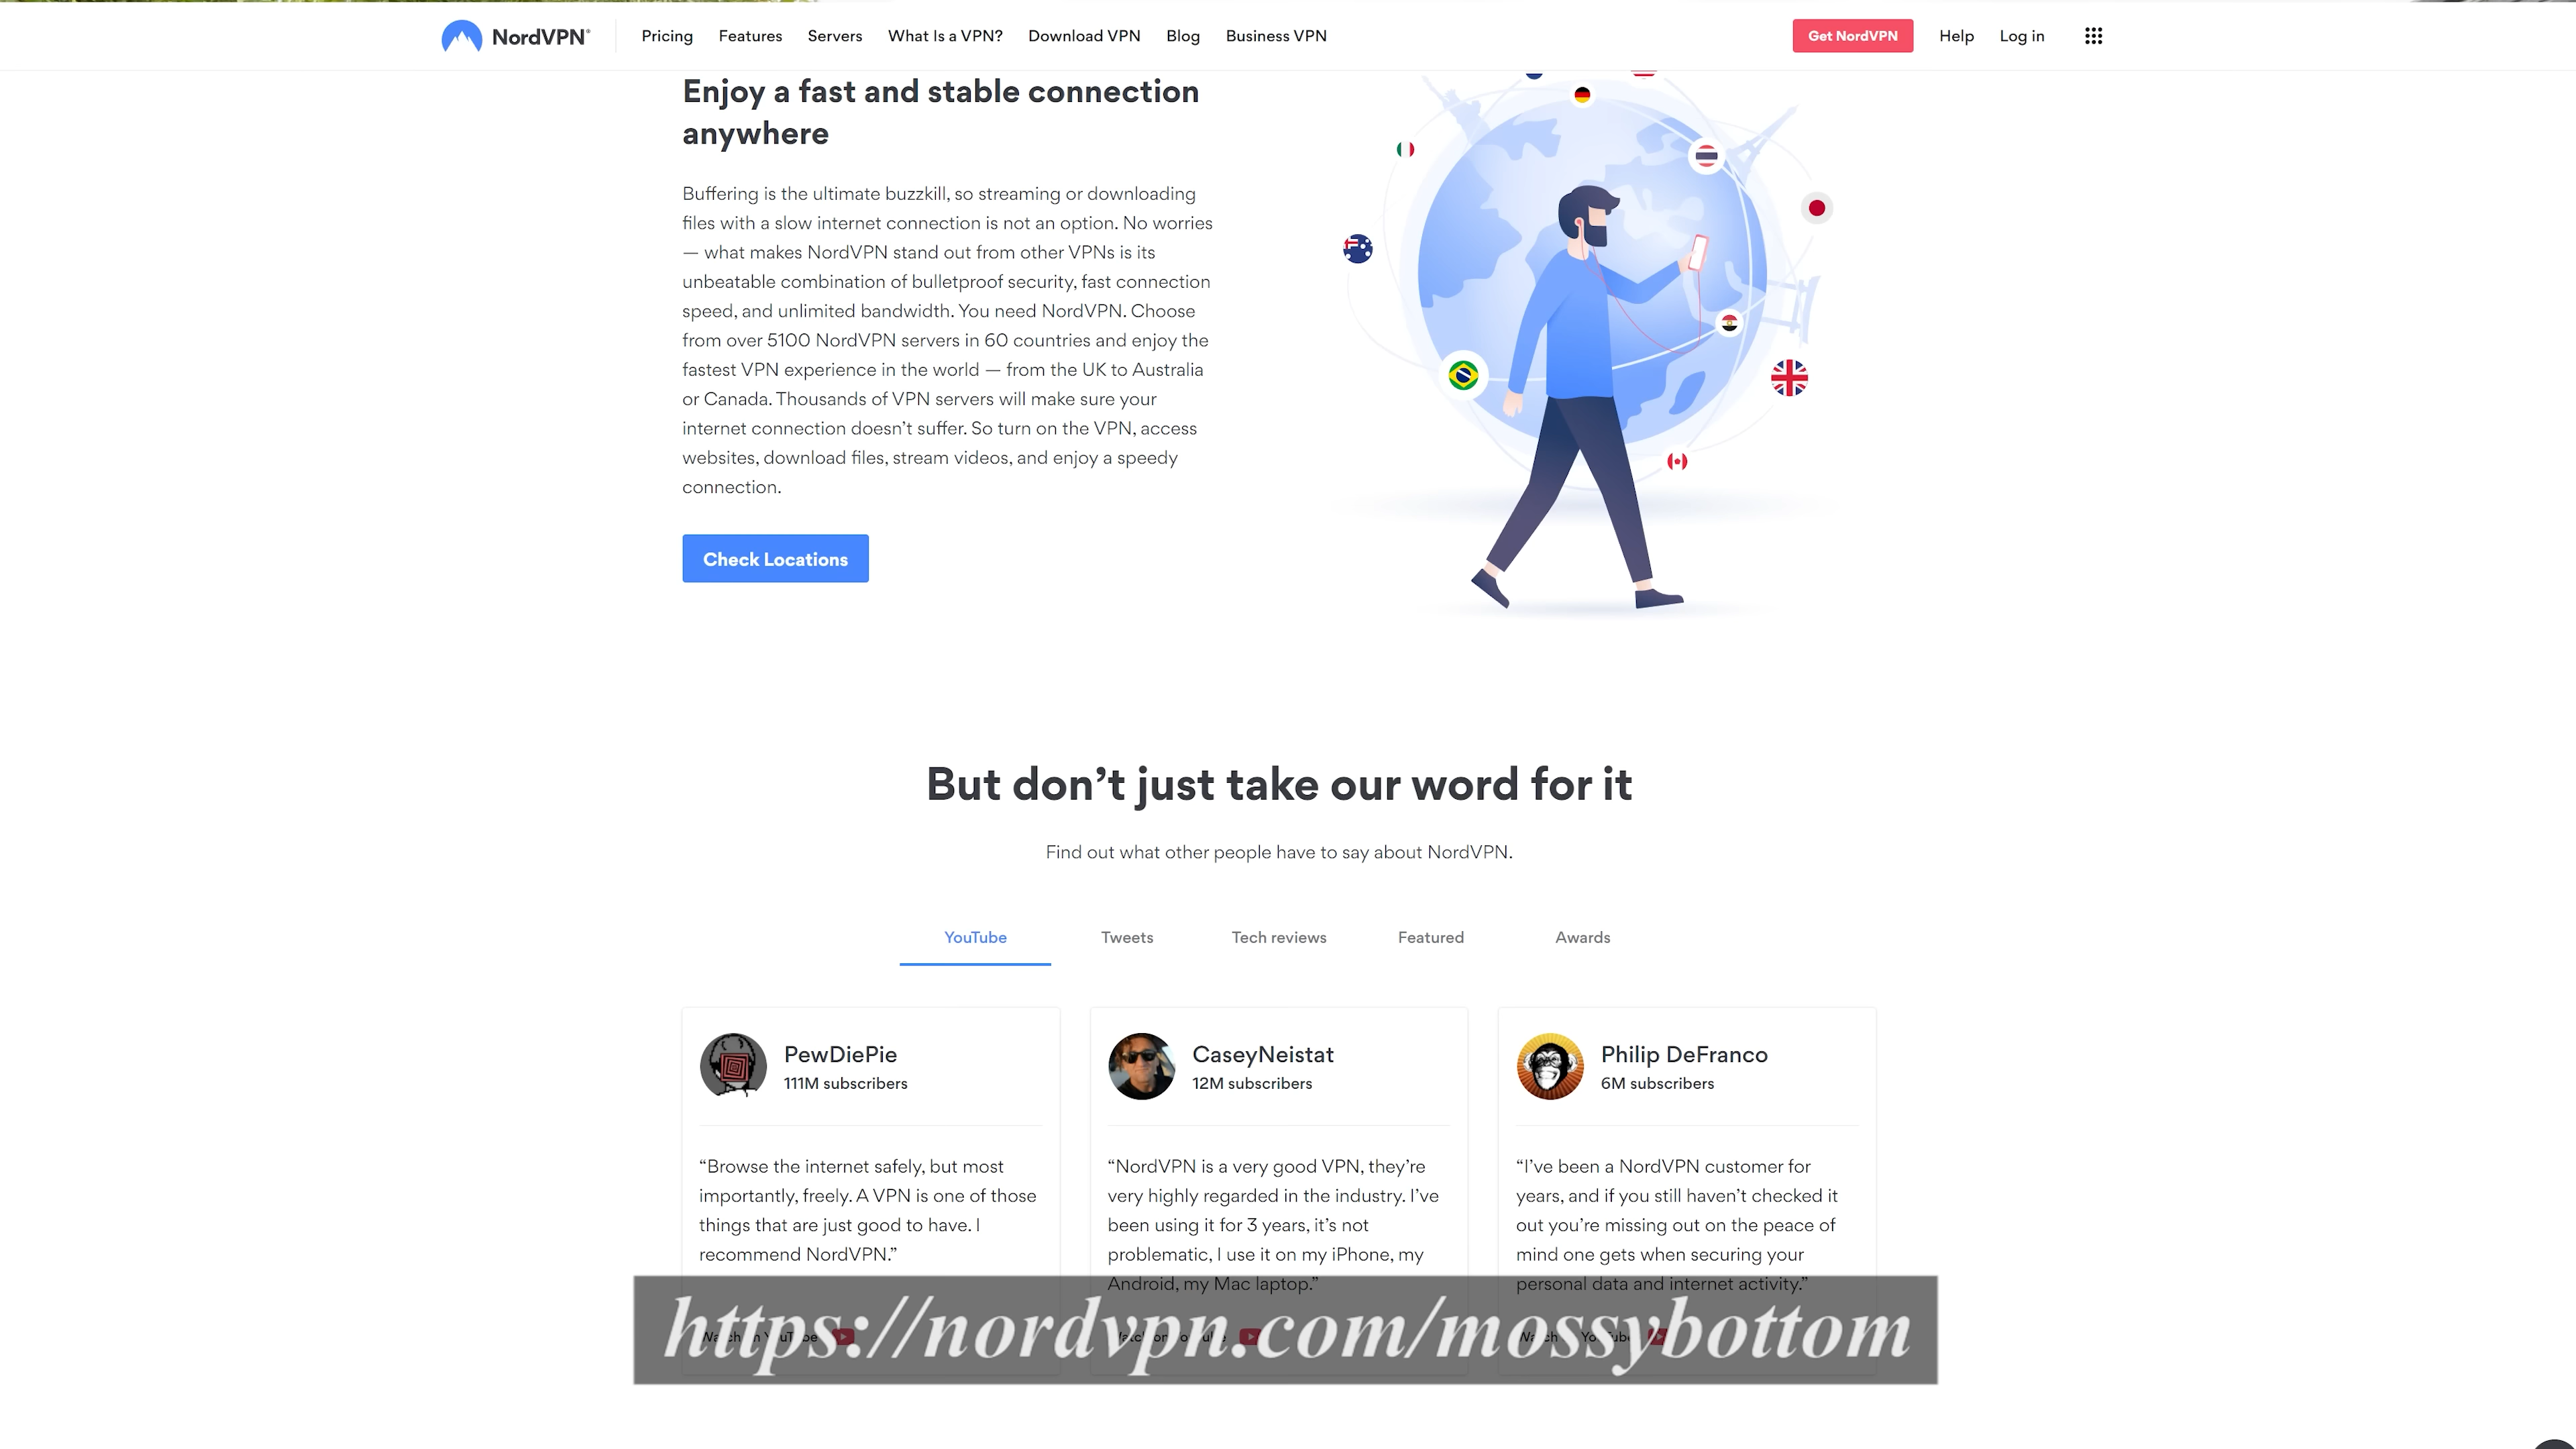 NordVPN®
Pricing
Features
Servers
What Is a VPN?
Download VPN
Blog
Business VPN
Get NordVPN
Help
Log in
Enjoy a fast and stable connection
anywhere
Buffering is the ultimate buzzkill, so streaming or downloading
files with a slow internet connection is not an option. No worries
— what makes NordVPN stand out from other VPNs is its
unbeatable combination of bulletproof security, fast connection
speed, and unlimited bandwidth. You need NordVPN. Choose
from over 5100 NordVPN servers in 60 countries and enjoy the
fastest VPN experience in the world — from the UK to Australia
or Canada. Thousands of VPN servers will make sure your
internet connection doesn’t suffer. So turn on the VPN, access
websites, download files, stream videos, and enjoy a speedy
connection.
Check Locations
But don’t just take our word for it
Find out what other people have to say about NordVPN.
YouTube
Tweets
Tech reviews
Featured
Awards
PewDiePie
111M subscribers
“Browse the internet safely, but most
importantly, freely. A VPN is one of those
things that are just good to have. I
recommend NordVPN.”
CaseyNeistat
12M subscribers
“NordVPN is a very good VPN, they’re
very highly regarded in the industry. I’ve
been using it for 3 years, it’s not
problematic, I use it on my iPhone, my
Android, my Mac laptop.”
Philip DeFranco
6M subscribers
“I’ve been a NordVPN customer for
years, and if you still haven’t checked it
out you’re missing out on the peace of
mind one gets when securing your
personal data and internet activity.”
https://nordvpn.com/mossybottom